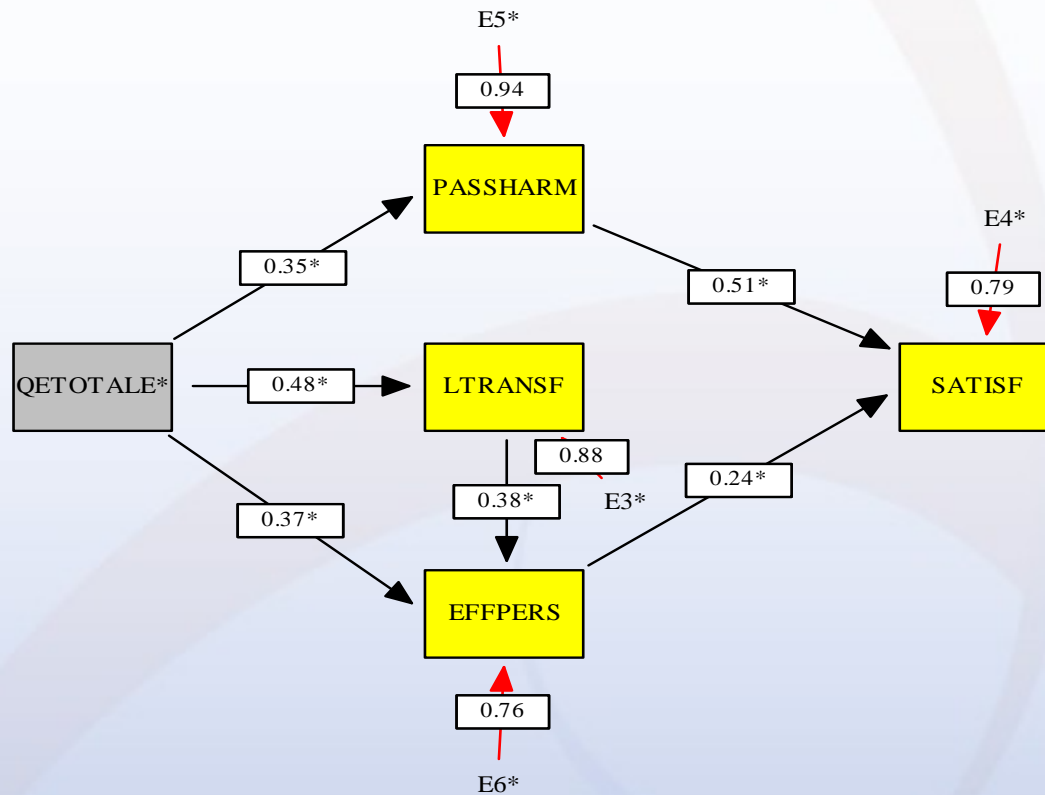 E5*
0.94
PASSHARM
E4*
0.35*
0.51*
0.79
QETOTALE*
0.48*
LTRANSF
SATISF
0.88
0.38*
E3*
0.24*
0.37*
EFFPERS
0.76
E6*